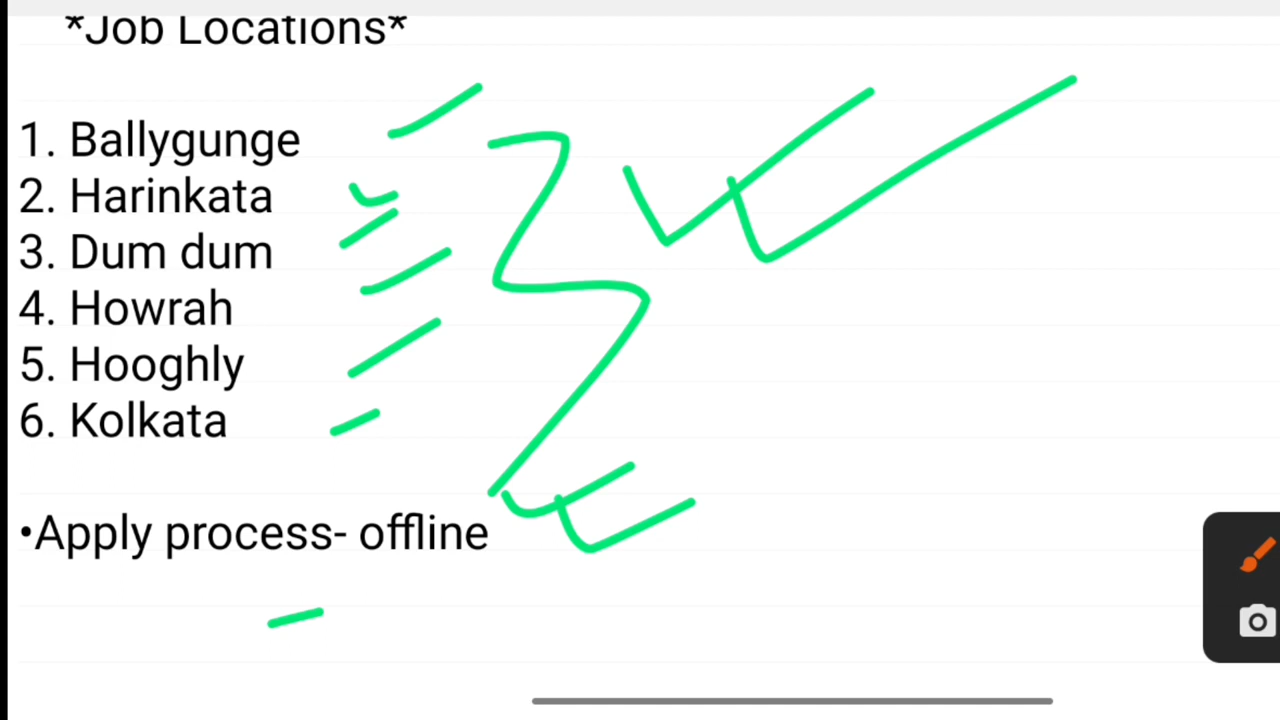 *Job Locations*
1. Ballygunge
2. Harinkata
3. Dum dum
4. Howrah
5. Hooghly
6. Kolkata
•Apply process- offline